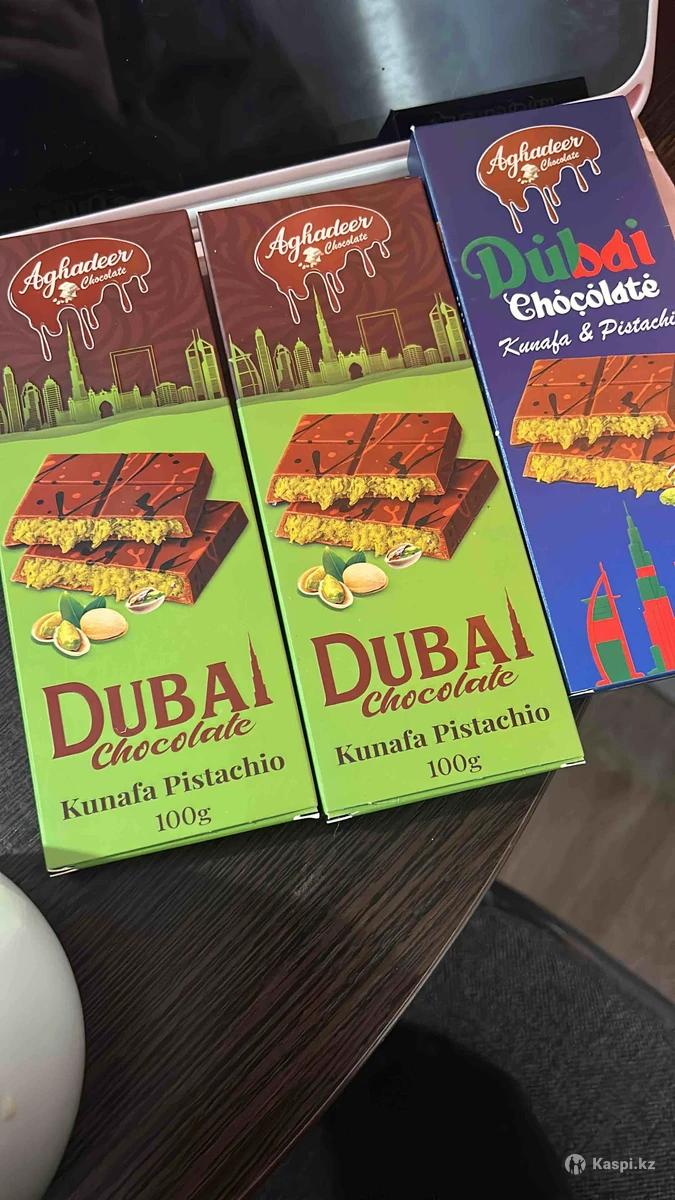 Aghadeer
Chocolate
DUBAI
Chocolate
Kunafa Pistachio
100g
Aghadeer
Chocolate
DUBAI
Chocolate
Kunafa Pistachio
100g
Aghadeer
Chocolate
Dubai
Chocolate
Kunafa & Pistachi
Kaspi.kz